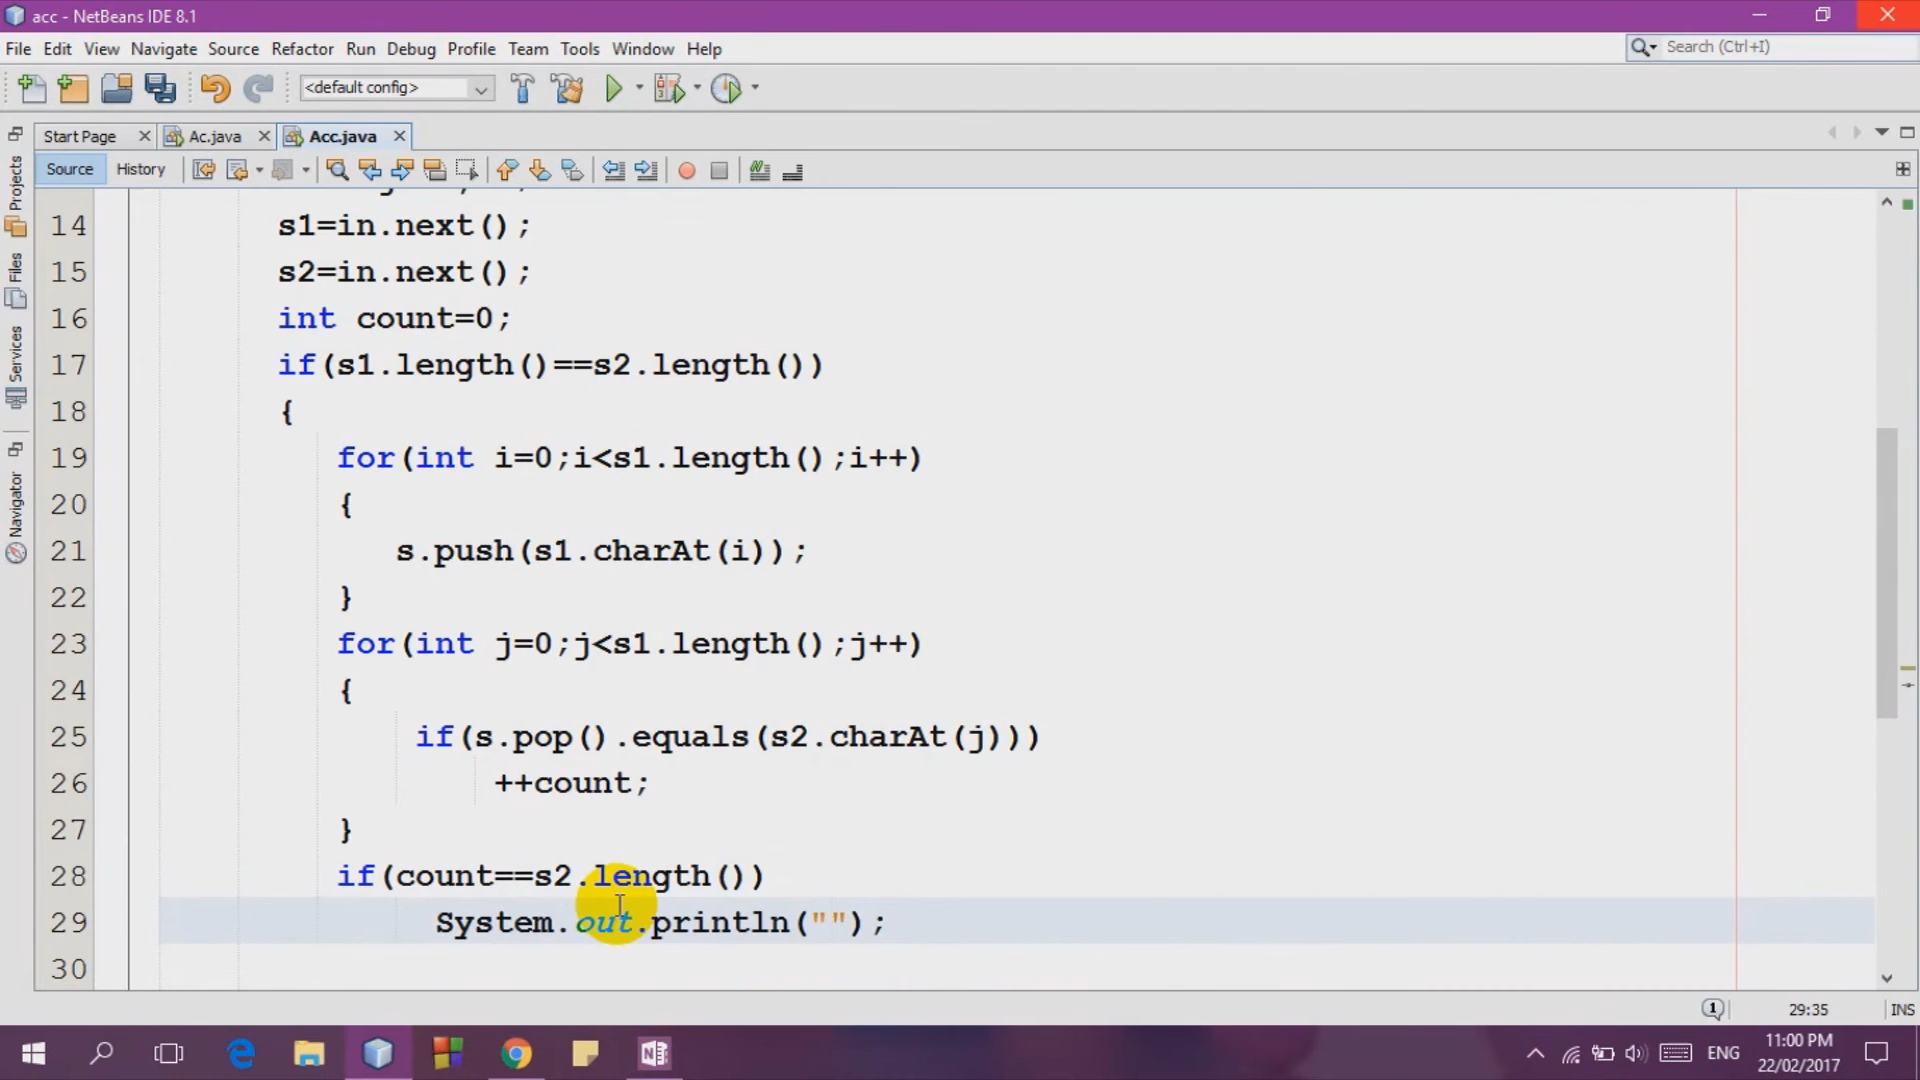 acc - NetBeans IDE 8.1
File Edit View Navigate Source Refactor Run Debug Profile Team Tools Window Help
Search (Ctrl+I)
<default config>
Start Page
Ac.java
Acc.java
Source
History
Projects
Files
Services
Navigator
14 s1=in.next();
15 s2=in.next();
16 int count=0;
17 if(s1.length()==s2.length())
18 {
19 for(int i=0;i<s1.length();i++)
20 {
21 s.push(s1.charAt(i));
22 }
23 for(int j=0;j<s1.length();j++)
24 {
25 if(s.pop().equals(s2.charAt(j)))
26 ++count;
27 }
28 if(count==s2.length())
29 System.out.println("");
30
1
29:35
INS
ENG
11:00 PM
22/02/2017